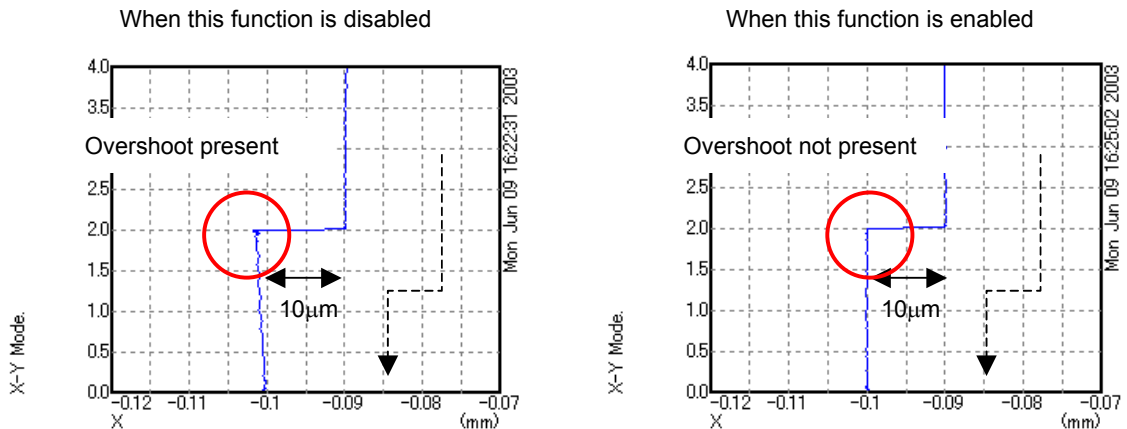 When this function is disabled
4.0
3.5
Overshoot present
2.5
2.0
1.5
1.0
0.5
0.0
10μm
-0.12 -0.1 -0.09 -0.08 -0.07
X (mm)
X-Y Mode.
Mon Jun 09 16:22:31 2003
When this function is enabled
4.0
3.5
Overshoot not present
2.5
2.0
1.5
1.0
0.5
0.0
10μm
-0.12 -0.1 -0.09 -0.08 -0.07
X (mm)
X-Y Mode.
Mon Jun 09 16:25:02 2003